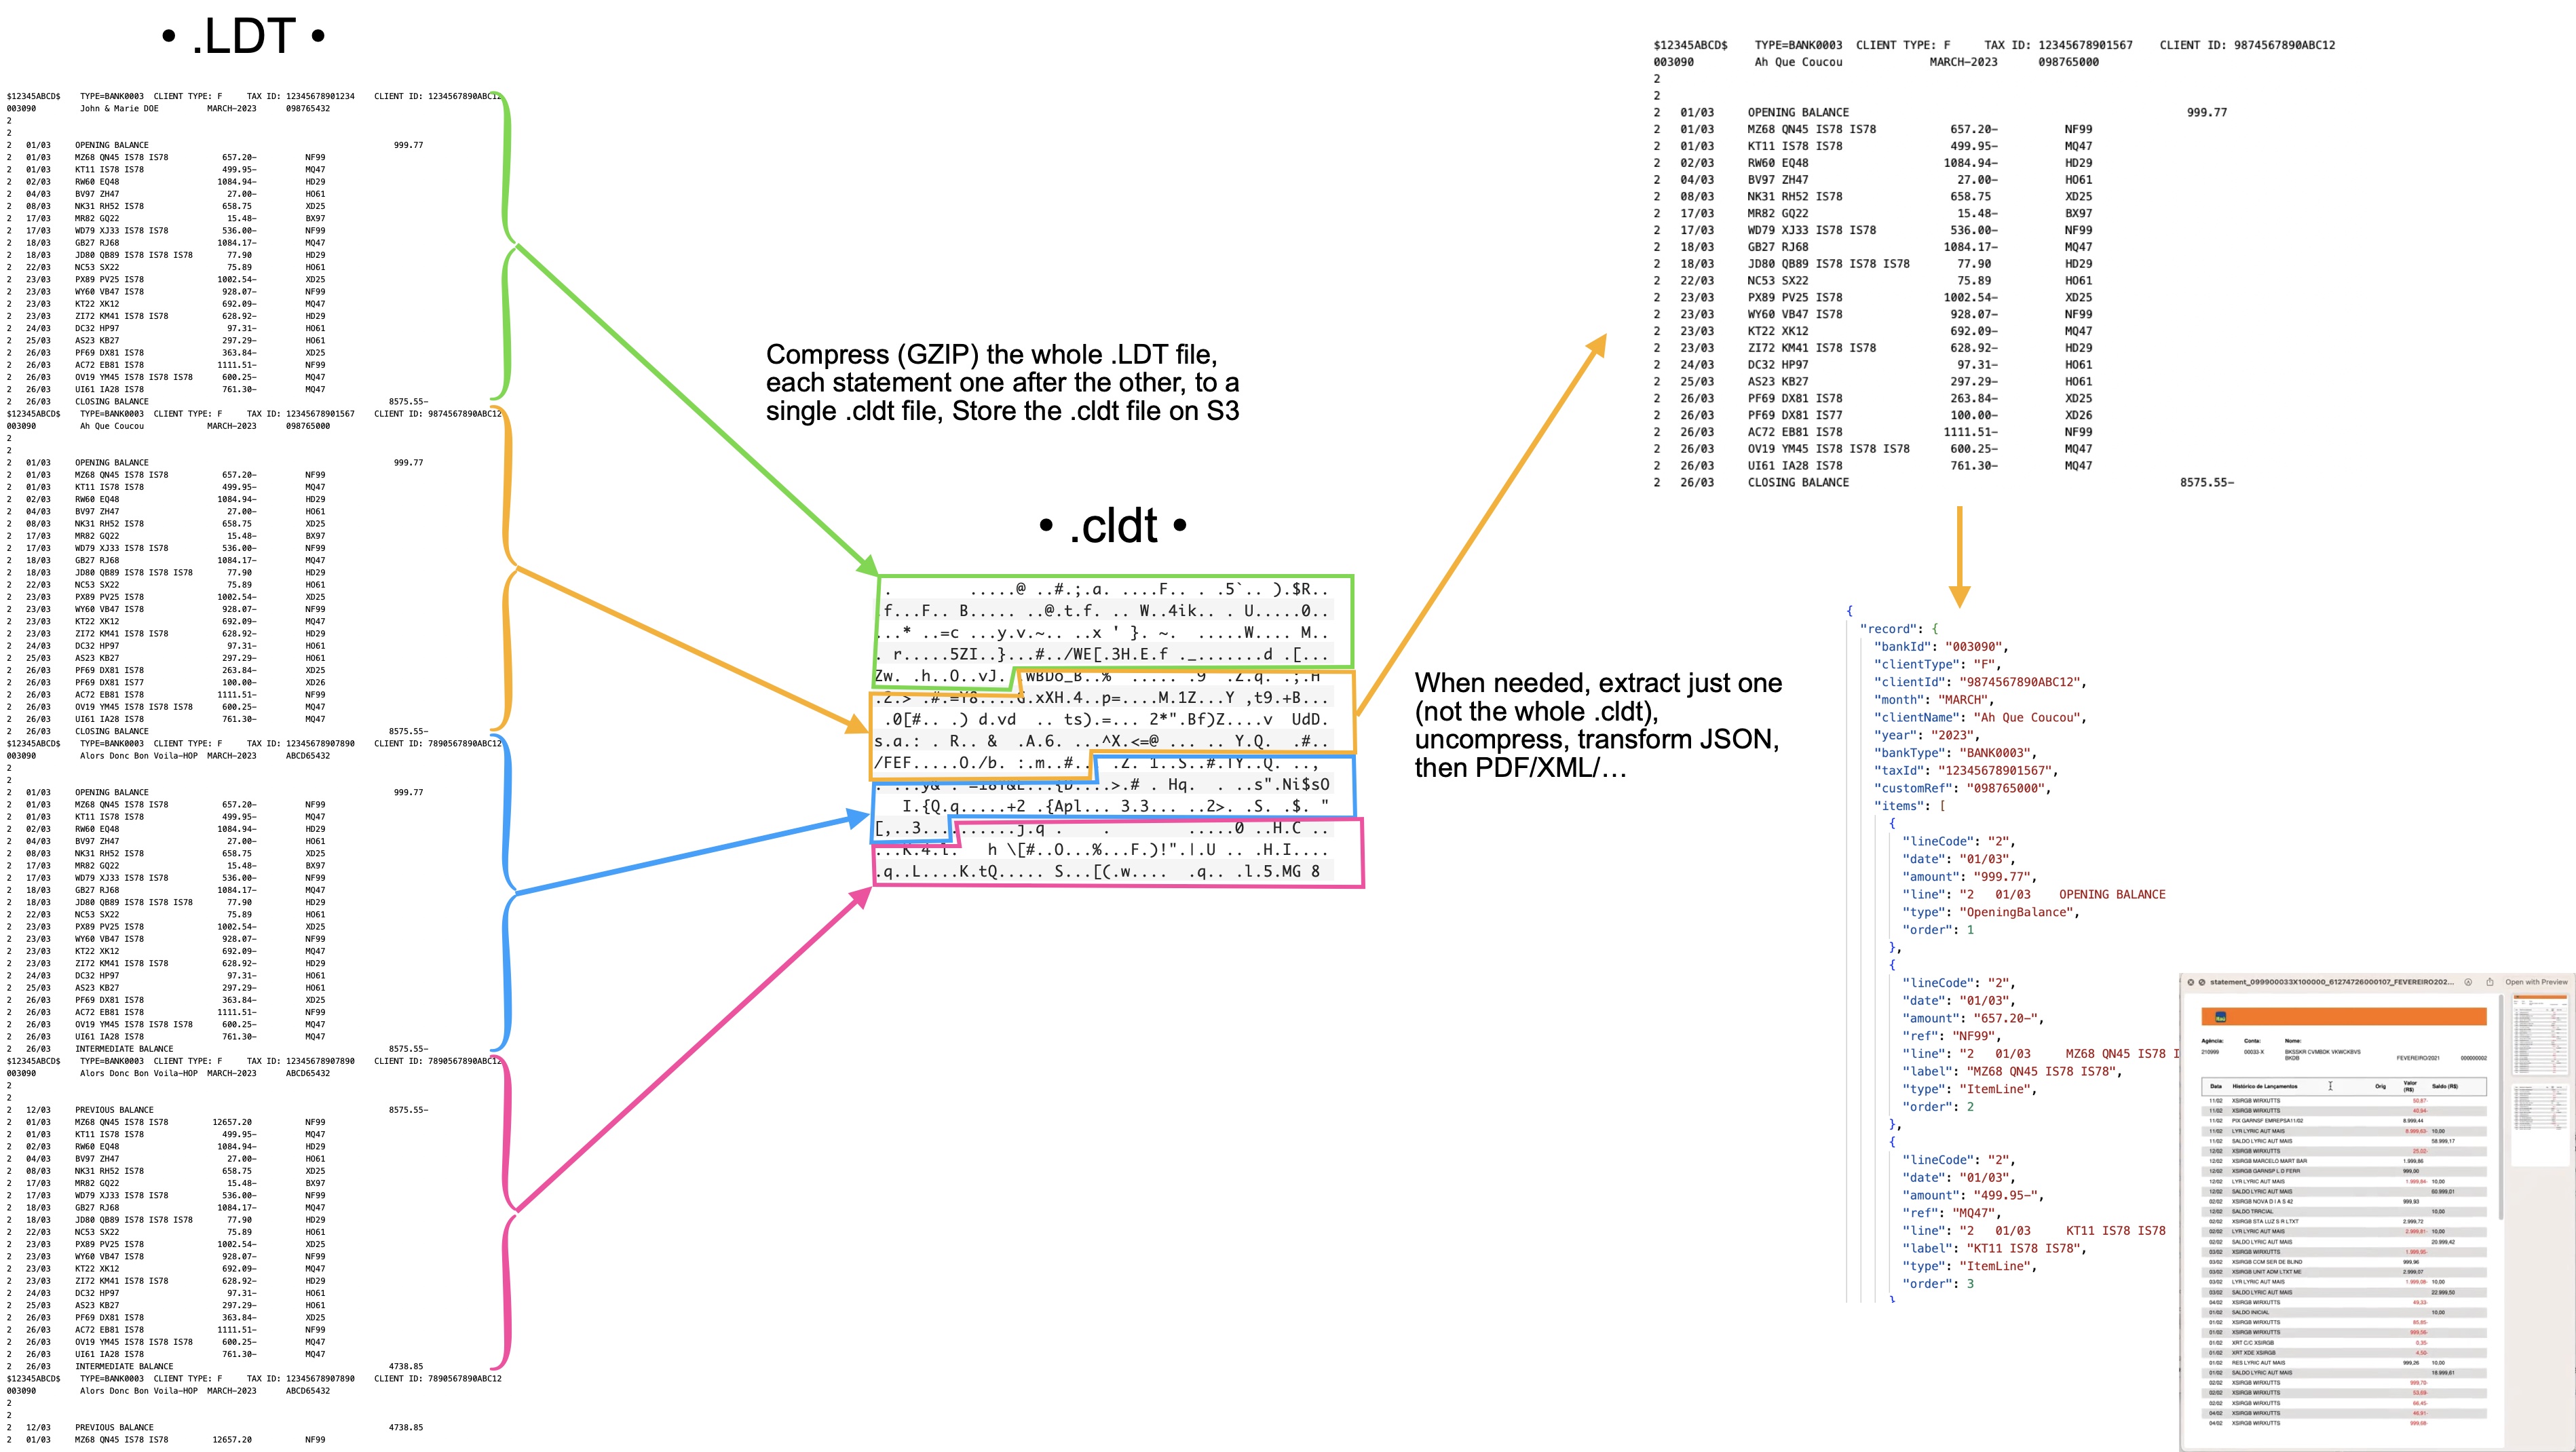 • .LDT •
$12345ABCD$ TYPE=BANK0003 CLIENT TYPE: F TAX ID: 12345678901234 CLIENT ID: 1234567890ABC12
003090 John & Marie DOE MARCH-2023 098765432
2
2
2 01/03 OPENING BALANCE 999.77
2 01/03 MZ68 QN45 IS78 IS78 657.20- NF99
2 01/03 KT11 IS78 IS78 499.95- MQ47
2 02/03 RW60 EQ48 1084.94- HD29
2 04/03 BV97 ZH47 27.00- HO61
2 08/03 NK31 RH52 IS78 658.75 XD25
2 17/03 MR82 GQ22 15.48- BX97
2 17/03 WD79 XJ33 IS78 IS78 536.00- NF99
2 18/03 GB27 RJ68 1084.17- MQ47
2 18/03 JD80 QB89 IS78 IS78 IS78 77.90 HD29
2 22/03 NC53 SX22 75.89 HO61
2 23/03 PX89 PV25 IS78 1002.54- XD25
2 23/03 WY60 VB47 IS78 928.07- NF99
2 23/03 KT22 XK12 692.09- MQ47
2 23/03 ZI72 KM41 IS78 IS78 628.92- HD29
2 24/03 DC32 HP97 97.31- HO61
2 25/03 AS23 KB27 297.29- HO61
2 26/03 PF69 DX81 IS78 363.84- XD25
2 26/03 AC72 EB81 IS78 1111.51- NF99
2 26/03 OV19 YM45 IS78 IS78 IS78 600.25- MQ47
2 26/03 UI61 IA28 IS78 761.30- MQ47
2 26/03 CLOSING BALANCE 8575.55-
$12345ABCD$ TYPE=BANK0003 CLIENT TYPE: F TAX ID: 12345678901567 CLIENT ID: 9874567890ABC12
003090 Ah Que Coucou MARCH-2023 098765000
2
2
2 01/03 OPENING BALANCE 999.77
2 01/03 MZ68 QN45 IS78 IS78 657.20- NF99
2 01/03 KT11 IS78 IS78 499.95- MQ47
2 02/03 RW60 EQ48 1084.94- HD29
2 04/03 BV97 ZH47 27.00- HO61
2 08/03 NK31 RH52 IS78 658.75 XD25
2 17/03 MR82 GQ22 15.48- BX97
2 17/03 WD79 XJ33 IS78 IS78 536.00- NF99
2 18/03 GB27 RJ68 1084.17- MQ47
2 18/03 JD80 QB89 IS78 IS78 IS78 77.90 HD29
2 22/03 NC53 SX22 75.89 HO61
2 23/03 PX89 PV25 IS78 1002.54- XD25
2 23/03 WY60 VB47 IS78 928.07- NF99
2 23/03 KT22 XK12 692.09- MQ47
2 23/03 ZI72 KM41 IS78 IS78 628.92- HD29
2 24/03 DC32 HP97 97.31- HO61
2 25/03 AS23 KB27 297.29- HO61
2 26/03 PF69 DX81 IS78 263.84- XD25
2 26/03 PF69 DX81 IS77 100.00- XD26
2 26/03 AC72 EB81 IS78 1111.51- NF99
2 26/03 OV19 YM45 IS78 IS78 IS78 600.25- MQ47
2 26/03 UI61 IA28 IS78 761.30- MQ47
2 26/03 CLOSING BALANCE 8575.55-
$12345ABCD$ TYPE=BANK0003 CLIENT TYPE: F TAX ID: 12345678907890 CLIENT ID: 7890567890ABC12
003090 Alors Donc Bon Voila-HOP MARCH-2023 ABCD65432
2
2
2 01/03 OPENING BALANCE 999.77
2 01/03 MZ68 QN45 IS78 IS78 657.20- NF99
2 01/03 KT11 IS78 IS78 499.95- MQ47
2 02/03 RW60 EQ48 1084.94- HD29
2 04/03 BV97 ZH47 27.00- HO61
2 08/03 NK31 RH52 IS78 658.75 XD25
2 17/03 MR82 GQ22 15.48- BX97
2 17/03 WD79 XJ33 IS78 IS78 536.00- NF99
2 18/03 GB27 RJ68 1084.17- MQ47
2 18/03 JD80 QB89 IS78 IS78 IS78 77.90 HD29
2 22/03 NC53 SX22 75.89 HO61
2 23/03 PX89 PV25 IS78 1002.54- XD25
2 23/03 WY60 VB47 IS78 928.07- NF99
2 23/03 KT22 XK12 692.09- MQ47
2 23/03 ZI72 KM41 IS78 IS78 628.92- HD29
2 24/03 DC32 HP97 97.31- HO61
2 25/03 AS23 KB27 297.29- HO61
2 26/03 PF69 DX81 IS78 363.84- XD25
2 26/03 AC72 EB81 IS78 1111.51- NF99
2 26/03 OV19 YM45 IS78 IS78 IS78 600.25- MQ47
2 26/03 UI61 IA28 IS78 761.30- MQ47
2 26/03 INTERMEDIATE BALANCE 8575.55-
$12345ABCD$ TYPE=BANK0003 CLIENT TYPE: F TAX ID: 12345678907890 CLIENT ID: 7890567890ABC12
003090 Alors Donc Bon Voila-HOP MARCH-2023 ABCD65432
2
2
2 12/03 PREVIOUS BALANCE 8575.55-
2 01/03 MZ68 QN45 IS78 IS78 12657.20 NF99
2 01/03 KT11 IS78 IS78 499.95- MQ47
2 02/03 RW60 EQ48 1084.94- HD29
2 04/03 BV97 ZH47 27.00- HO61
2 08/03 NK31 RH52 IS78 658.75 XD25
2 17/03 MR82 GQ22 15.48- BX97
2 17/03 WD79 XJ33 IS78 IS78 536.00- NF99
2 18/03 GB27 RJ68 1084.17- MQ47
2 18/03 JD80 QB89 IS78 IS78 IS78 77.90 HD29
2 22/03 NC53 SX22 75.89 HO61
2 23/03 PX89 PV25 IS78 1002.54- XD25
2 23/03 WY60 VB47 IS78 928.07- NF99
2 23/03 KT22 XK12 692.09- MQ47
2 23/03 ZI72 KM41 IS78 IS78 628.92- HD29
2 24/03 DC32 HP97 97.31- HO61
2 25/03 AS23 KB27 297.29- HO61
2 26/03 PF69 DX81 IS78 363.84- XD25
2 26/03 AC72 EB81 IS78 1111.51- NF99
2 26/03 OV19 YM45 IS78 IS78 IS78 600.25- MQ47
2 26/03 UI61 IA28 IS78 761.30- MQ47
2 26/03 INTERMEDIATE BALANCE 4738.85
$12345ABCD$ TYPE=BANK0003 CLIENT TYPE: F TAX ID: 12345678907890 CLIENT ID: 7890567890ABC12
003090 Alors Donc Bon Voila-HOP MARCH-2023 ABCD65432
2
2
2 12/03 PREVIOUS BALANCE 4738.85
2 01/03 MZ68 QN45 IS78 IS78 12657.20 NF99
Compress (GZIP) the whole .LDT file,
each statement one after the other, to a
single .cldt file, Store the .cldt file on S3
• .cldt •
. .....@ ..#.;.a. ....F.. . .5`.. ).$R..
f...F.. B..... ..@.t.f. .. W..4ik.. . U.....0..
...* ..=c ...y.v.~.. ..x ' }. ~. .....W.... M..
. r.....5ZI..}...#../WE[.3H.E.f ._.......d .[...
Zw. .h..O..vJ. WBDo_B..% ..... .9 .Z.q. .;.H
.2.> .#.=Y8....G.xXH.4..p=....M.1Z...Y ,t9.+B...
.0[#.. .) d.vd .. ts).=... 2*".Bf)Z....v UdD.
s.a.: . R.. & .A.6. ...^X.<=@ ... .. Y.Q. .#..
/FEF.....O./b. :.m..#.. .Z. 1..S..#.TY..Q. ..,
I.{Q.q.....+2 .{Apl... 3.3... ..2>. .S. .$. "
[,..3.........j.q . . .....0 ..H.C ..
...K.4.l. h \[#..O...%...F.)!".|.U .. .H.I....
.q..L....K.tQ..... S...[(.w.... .q.. .l.5.MG 8
When needed, extract just one
(not the whole .cldt),
uncompress, transform JSON,
then PDF/XML/…
$12345ABCD$ TYPE=BANK0003 CLIENT TYPE: F TAX ID: 12345678901567 CLIENT ID: 9874567890ABC12
003090 Ah Que Coucou MARCH-2023 098765000
2
2
2 01/03 OPENING BALANCE 999.77
2 01/03 MZ68 QN45 IS78 IS78 657.20- NF99
2 01/03 KT11 IS78 IS78 499.95- MQ47
2 02/03 RW60 EQ48 1084.94- HD29
2 04/03 BV97 ZH47 27.00- HO61
2 08/03 NK31 RH52 IS78 658.75 XD25
2 17/03 MR82 GQ22 15.48- BX97
2 17/03 WD79 XJ33 IS78 IS78 536.00- NF99
2 18/03 GB27 RJ68 1084.17- MQ47
2 18/03 JD80 QB89 IS78 IS78 IS78 77.90 HD29
2 22/03 NC53 SX22 75.89 HO61
2 23/03 PX89 PV25 IS78 1002.54- XD25
2 23/03 WY60 VB47 IS78 928.07- NF99
2 23/03 KT22 XK12 692.09- MQ47
2 23/03 ZI72 KM41 IS78 IS78 628.92- HD29
2 24/03 DC32 HP97 97.31- HO61
2 25/03 AS23 KB27 297.29- HO61
2 26/03 PF69 DX81 IS78 263.84- XD25
2 26/03 PF69 DX81 IS77 100.00- XD26
2 26/03 AC72 EB81 IS78 1111.51- NF99
2 26/03 OV19 YM45 IS78 IS78 IS78 600.25- MQ47
2 26/03 UI61 IA28 IS78 761.30- MQ47
2 26/03 CLOSING BALANCE 8575.55-
{
"record": {
"bankId": "003090",
"clientType": "F",
"clientId": "9874567890ABC12",
"month": "MARCH",
"clientName": "Ah Que Coucou",
"year": "2023",
"bankType": "BANK0003",
"taxId": "12345678901567",
"customRef": "098765000",
"items": [
{
"lineCode": "2",
"date": "01/03",
"amount": "999.77",
"line": "2 01/03 OPENING BALANCE
"type": "OpeningBalance",
"order": 1
},
{
"lineCode": "2",
"date": "01/03",
"amount": "657.20-",
"ref": "NF99",
"line": "2 01/03 MZ68 QN45 IS78 I
"label": "MZ68 QN45 IS78 IS78",
"type": "ItemLine",
"order": 2
},
{
"lineCode": "2",
"date": "01/03",
"amount": "499.95-",
"ref": "MQ47",
"line": "2 01/03 KT11 IS78 IS78
"label": "KT11 IS78 IS78",
"type": "ItemLine",
"order": 3
}
statement_099900033X100000_61274726000107_FEVEREIRO202... Open with Preview
Agência: Conta: Nome:
210999 00033-X BKSSKR CVMBDK VKWCKBVS
BKDB FEVEREIRO/2021 000000002
Data Histórico de Lançamentos Orig Valor (R$) Saldo (R$)